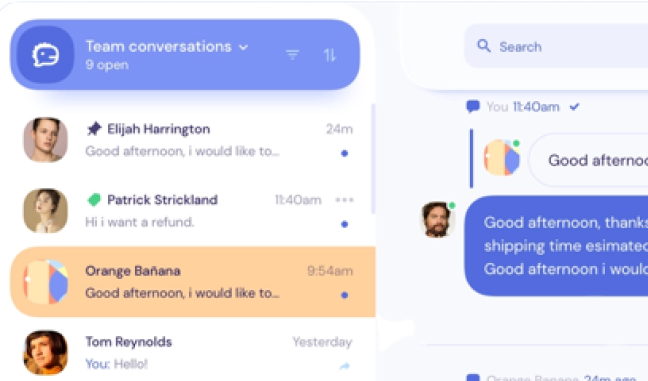 Team conversations
9 open
Search
You 11:40am
Elijah Harrington
24m
Good afternoon, i would like to...
Good afternoo
Patrick Strickland
11:40am
Hi i want a refund.
Good afternoon, thanks
shipping time esimated
Good afternoon i would
Orange Bañana
9:54am
Good afternoon, i would like to...
Tom Reynolds
Yesterday
You: Hello!
Orange Banana 24m ago